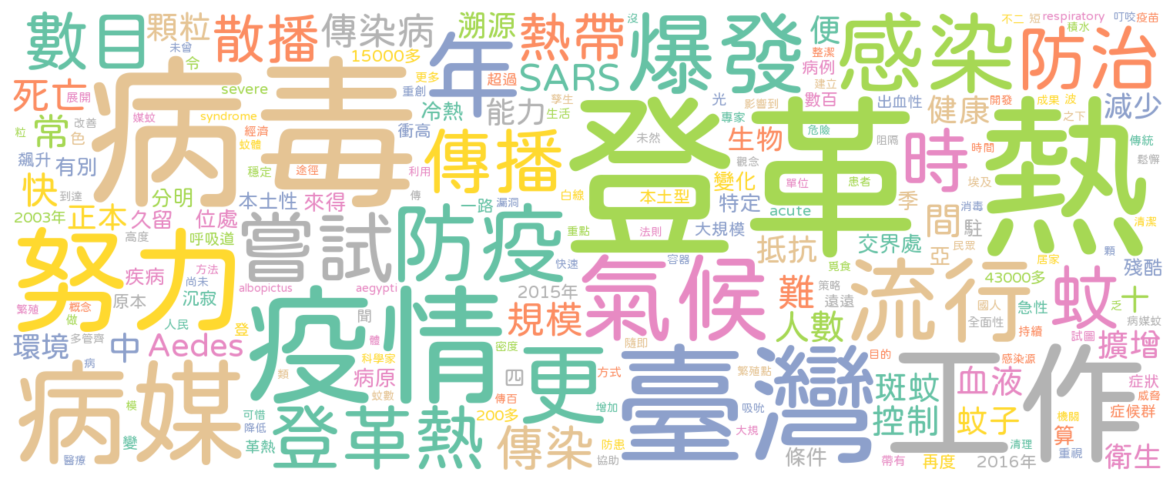 數目
顆粒
散播
傳染病
溯源
熱帶
爆發
便
感染
防治
不二
短
respiratory
積水
叮咬
疫苗
未曾
令
15000多
年
更多
超過
SARS
整潔
病例
建立
沒
死亡
展開
病毒
severe
重創
孳生
冷熱
能力
生活
光
影響到
數百
出血性
健康
開發
成果
波
減少
常
改善
媒蚊
syndrome
經濟
衝高
未然
專家
登革熱
危險
阻隔
之下
傳統
粒
色
蚊體
傳播
生物
時
時間
鬆懈
飆升
有別
穩定
途徑
利用
觀念
單位
患者
埃及
快
到達
分明
本土性
來得
傳
白線
本土型
變化
特定
季
消毒
清潔
2003年
正本
久留
位處
一路
漏洞
重點
大規模
法則
acute
間
駐
亞
民眾
顆
努力
高度
呼吸道
嘗試
防疫
抵抗
交界處
居家
殘酷
疾病
方法
尚未
albopictus
aegypti
快速
容器
覓食
繁殖
概念
原本
沉寂
2015年
氣候
難
策略
遠遠
流行
43000多
蚊
十
做
人民
登
聞
規模
隨即
人數
國人
急性
乏
病媒蚊
環境
多管齊
中
Aedes
疫情
體
密度
全面性
持續
試圖
擴增
病
科學家
類
病原
四
方式
更
繁殖點
臺灣
目的
工作
感染源
症狀
病媒
模
可惜
蚊數
傳百
增加
吸吮
斑蚊
血液
威脅
症候群
變
降低
登革熱
200多
防患
控制
蚊子
機關
算
醫療
革熱
傳染
協助
大規
條件
帶有
再度
清理
2016年
重視
衛生